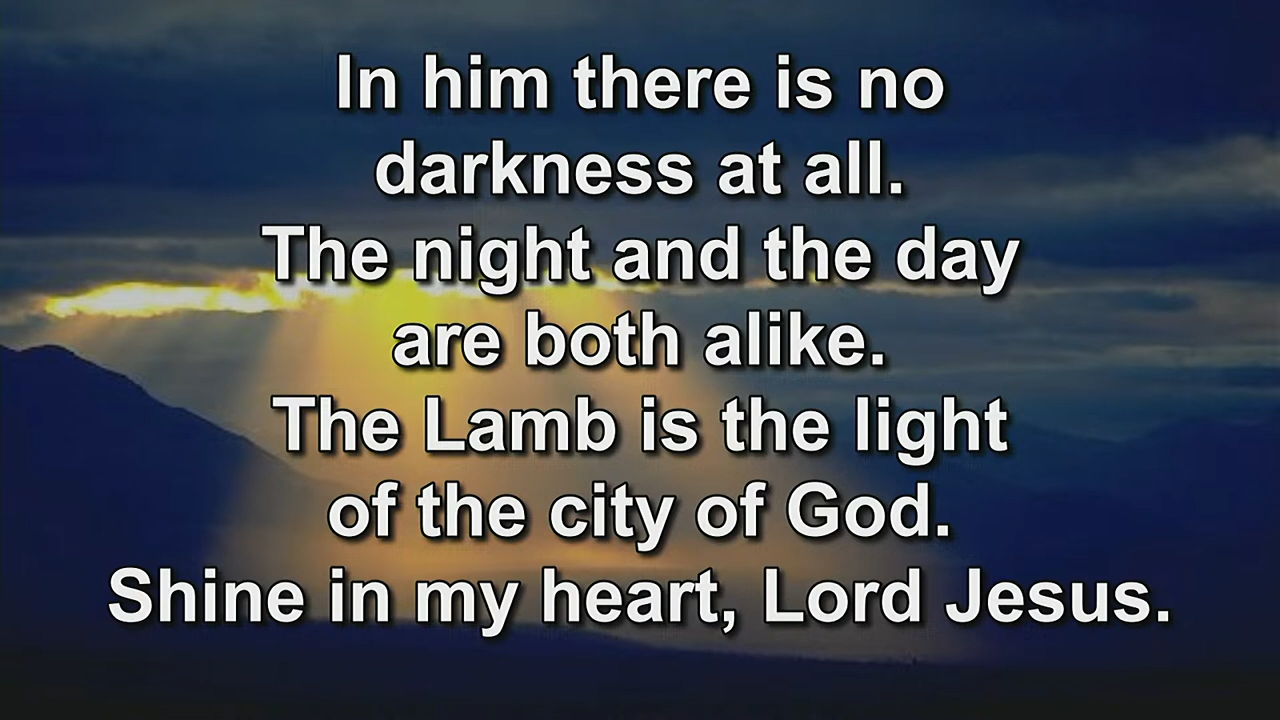 In him there is no
darkness at all.
The night and the day
are both alike.
The Lamb is the light
of the city of God.
Shine in my heart, Lord Jesus.